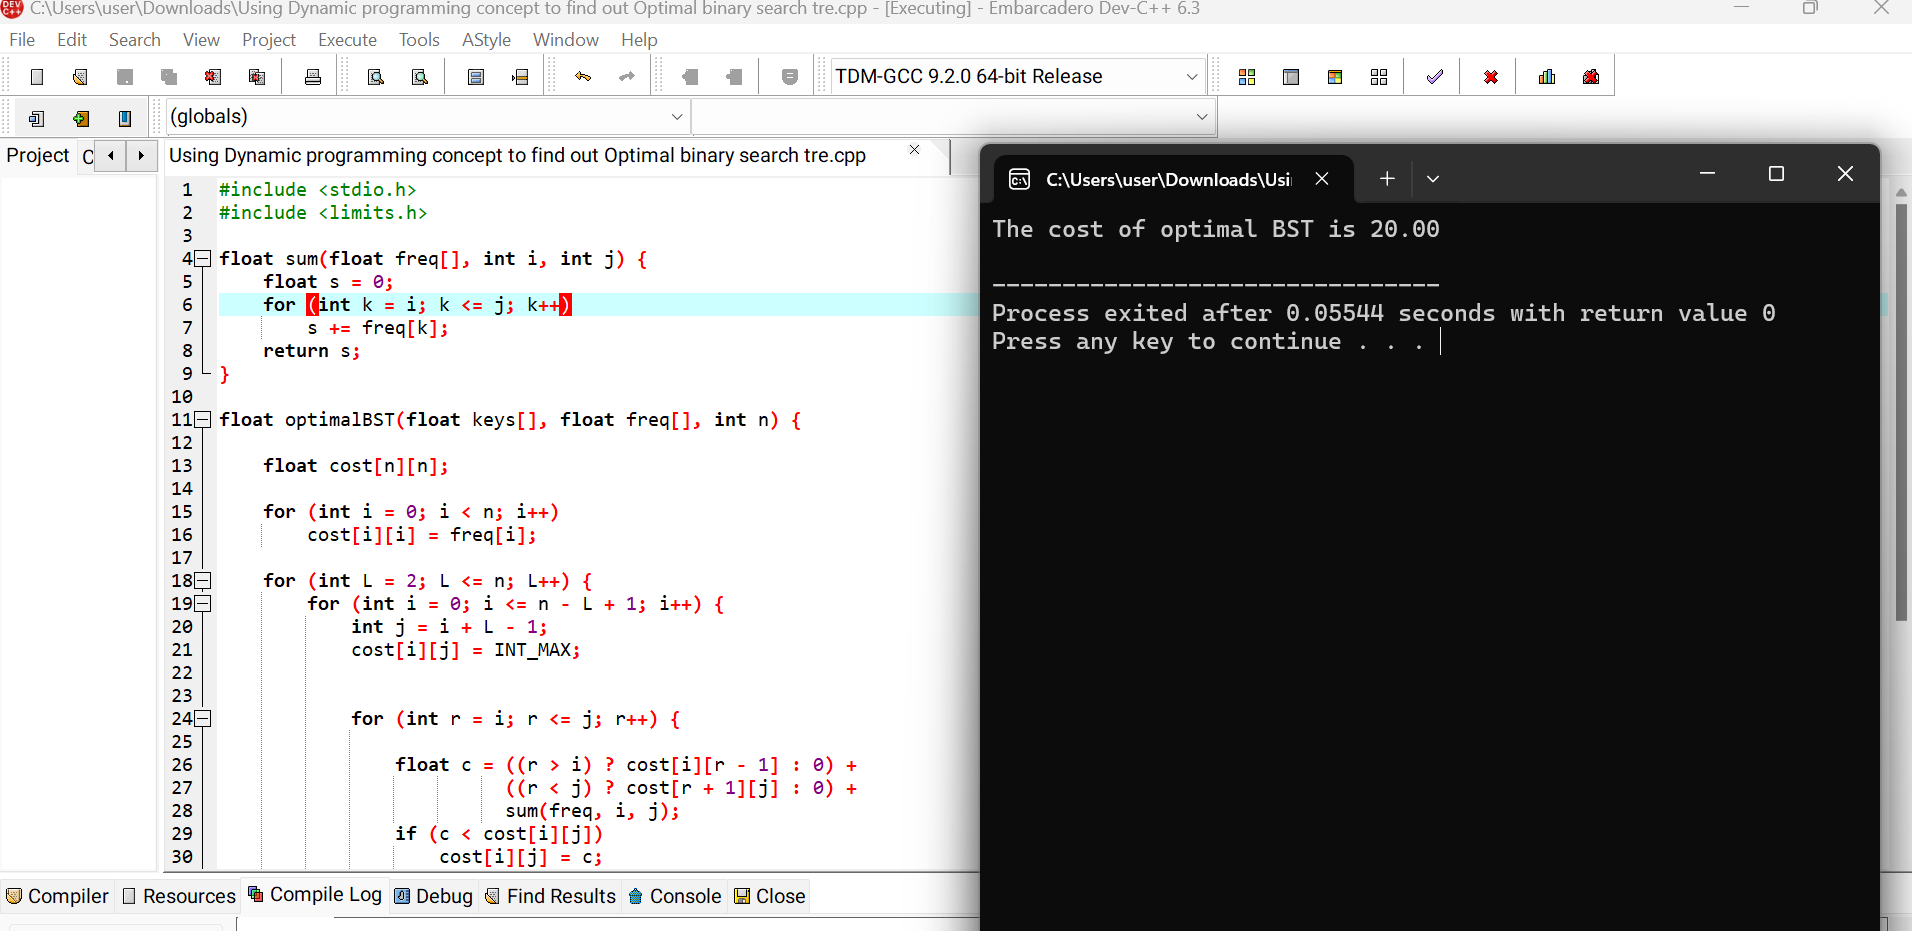 C:\Users\user\Downloads\Using Dynamic programming concept to find out Optimal binary search tre.cpp - [Executing] - Embarcadero Dev-C++ 6.3
File Edit Search View Project Execute Tools AStyle Window Help
TDM-GCC 9.2.0 64-bit Release
(globals)
Project C
Using Dynamic programming concept to find out Optimal binary search tre.cpp
1 #include <stdio.h>
2 #include <limits.h>
3
4 float sum(float freq[], int i, int j) {
5     float s = 0;
6     for (int k = i; k <= j; k++)
7         s += freq[k];
8     return s;
9 }
10
11 float optimalBST(float keys[], float freq[], int n) {
12
13     float cost[n][n];
14
15     for (int i = 0; i < n; i++)
16         cost[i][i] = freq[i];
17
18     for (int L = 2; L <= n; L++) {
19         for (int i = 0; i <= n - L + 1; i++) {
20             int j = i + L - 1;
21             cost[i][j] = INT_MAX;
22
23
24             for (int r = i; r <= j; r++) {
25
26                 float c = ((r > i) ? cost[i][r - 1] : 0) +
27                           ((r < j) ? cost[r + 1][j] : 0) +
28                           sum(freq, i, j);
29                 if (c < cost[i][j])
30                     cost[i][j] = c;
C:\Users\user\Downloads\Usi
The cost of optimal BST is 20.00
--------------------------------
Process exited after 0.05544 seconds with return value 0
Press any key to continue . . .
Compiler Resources Compile Log Debug Find Results Console Close